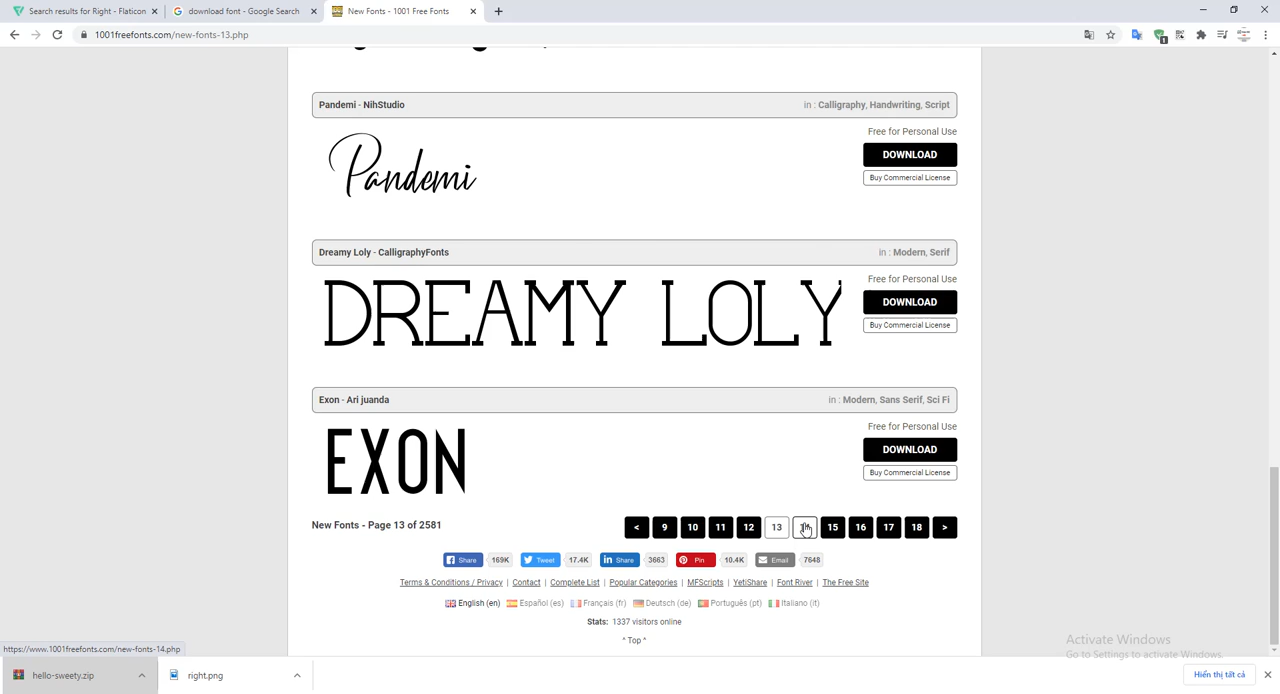 Search results for Right - Flaticon
download font - Google Search
New Fonts - 1001 Free Fonts
1001freefonts.com/new-fonts-13.php
1
Pandemi - NihStudio
in : Calligraphy, Handwriting, Script
Free for Personal Use
Pandemi
DOWNLOAD
Buy Commercial License
Dreamy Loly - CalligraphyFonts
in : Modern, Serif
Free for Personal Use
DREAMY LOLY
DOWNLOAD
Buy Commercial License
Exon - Ari juanda
in : Modern, Sans Serif, Sci Fi
Free for Personal Use
EXON
DOWNLOAD
Buy Commercial License
New Fonts - Page 13 of 2581
< 9 10 11 12 13 15 16 17 18 >
Share 169K Tweet 17.4K Share 3663 Pin 10.4K Email 7648
Terms & Conditions / Privacy | Contact | Complete List | Popular Categories | MFScripts | YetiShare | Font River | The Free Site
English (en) Español (es) Français (fr) Deutsch (de) Português (pt) Italiano (it)
Stats: 1337 visitors online
^ Top ^
Activate Windows
Go to Settings to activate Windows.
https://www.1001freefonts.com/new-fonts-14.php
hello-sweety.zip
right.png
Hiển thị tất cả